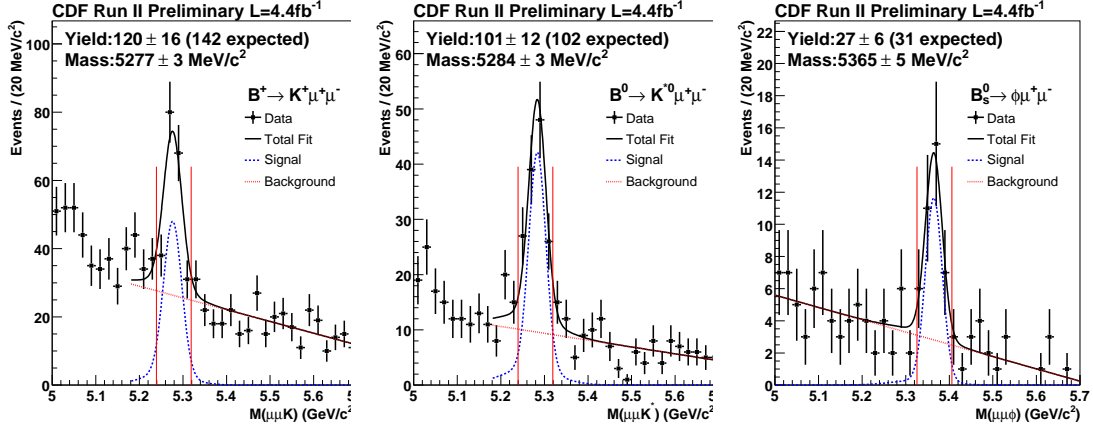 CDF Run II Preliminary L=4.4fb⁻¹
Yield:120 ± 16 (142 expected)
Mass:5277 ± 3 MeV/c²
B⁺→ K⁺μ⁺μ⁻
Data
Total Fit
Signal
Background
Events / (20 MeV/c²)
100
80
60
40
20
0
5 5.1 5.2 5.3 5.4 5.5 5.6
M(μμK) (GeV/c²
CDF Run II Preliminary L=4.4fb⁻¹
Yield:101 ± 12 (102 expected)
Mass:5284 ± 3 MeV/c²
B⁰→ K*⁰μ⁺μ⁻
Data
Total Fit
Signal
Background
Events / (20 MeV/c²)
60
50
40
30
20
10
0
5 5.1 5.2 5.3 5.4 5.5 5.6
M(μμK*) (GeV/c²
CDF Run II Preliminary L=4.4fb⁻¹
Yield:27 ± 6 (31 expected)
Mass:5365 ± 5 MeV/c²
B⁰ₛ→ φμ⁺μ⁻
Data
Total Fit
Signal
Background
Events / (20 MeV/c²)
22
20
18
16
14
12
10
8
6
4
2
0
5 5.1 5.2 5.3 5.4 5.5 5.6 5.7
M(μμφ) (GeV/c²)